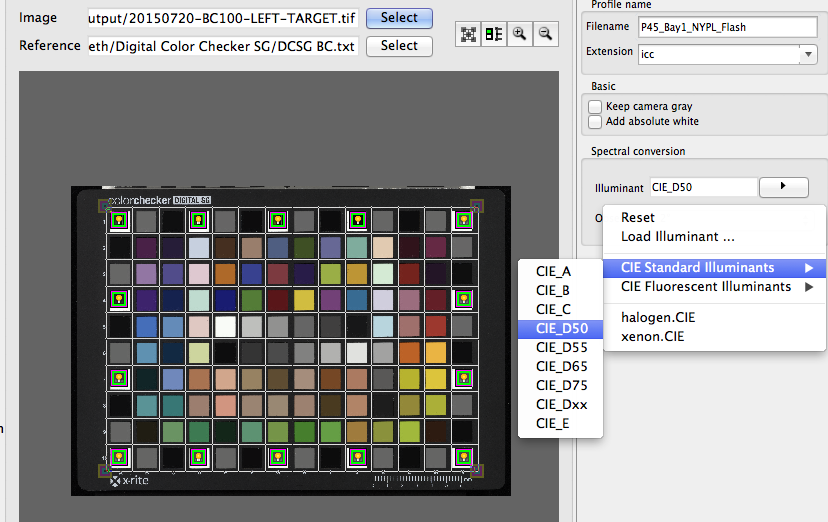 Image
utput/20150720-BC100-LEFT-TARGET.tif
Select
Reference
eth/Digital Color Checker SG/DCSG BC.txt
Select
Profile name
Filename
P45_Bay1_NYPL_Flash
Extension
icc
Basic
Keep camera gray
Add absolute white
Spectral conversion
Illuminant
CIE_D50
O
Reset
Load Illuminant ...
CIE Standard Illuminants
CIE Fluorescent Illuminants
halogen.CIE
xenon.CIE
CIE_A
CIE_B
CIE_C
CIE_D50
CIE_D55
CIE_D65
CIE_D75
CIE_Dxx
CIE_E
colorchecker DIGITAL SG
x-rite
n